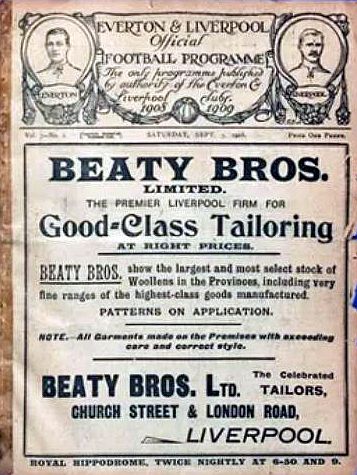 EVERTON & LIVERPOOL
Official
FOOTBALL PROGRAMME
The only programme published
by authority of the Everton &
Liverpool clubs.
1908 1909
EVERTON
LIVERPOOL
SATURDAY, SEPT. 5, 1908.
PRICE ONE PENNY.
BEATY BROS.
LIMITED.
THE PREMIER LIVERPOOL FIRM FOR
Good-Class Tailoring
AT RIGHT PRICES.
BEATY BROS. show the largest and most select stock of
Woollens in the Provinces, including very
fine ranges of the highest-class goods manufactured.
PATTERNS ON APPLICATION.
NOTE.—All Garments made on the Premises with exceeding
care and correct style.
BEATY BROS. LTD. The Celebrated
TAILORS,
CHURCH STREET & LONDON ROAD,
LIVERPOOL.
ROYAL HIPPODROME, TWICE NIGHTLY AT 6-50 AND 9.